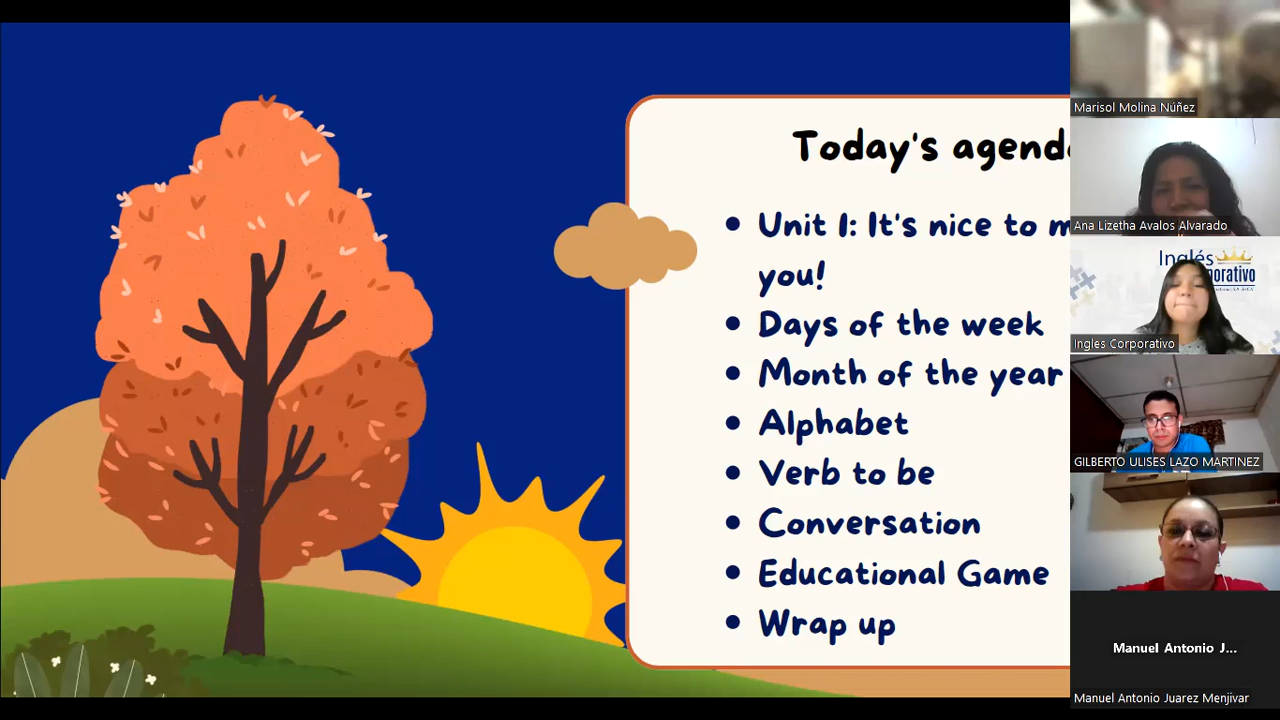 Today's agenda
Unit 1: It's nice to m
you!
Days of the week
Month of the year
Alphabet
Verb to be
Conversation
Educational Game
Wrap up
Marisol Molina Núñez
Ana Lizetha Avalos Alvarado
Inglés
porativo
Ingles Corporativo
GILBERTO ULISES LAZO MARTINEZ
Manuel Antonio J...
Manuel Antonio Juarez Menjivar